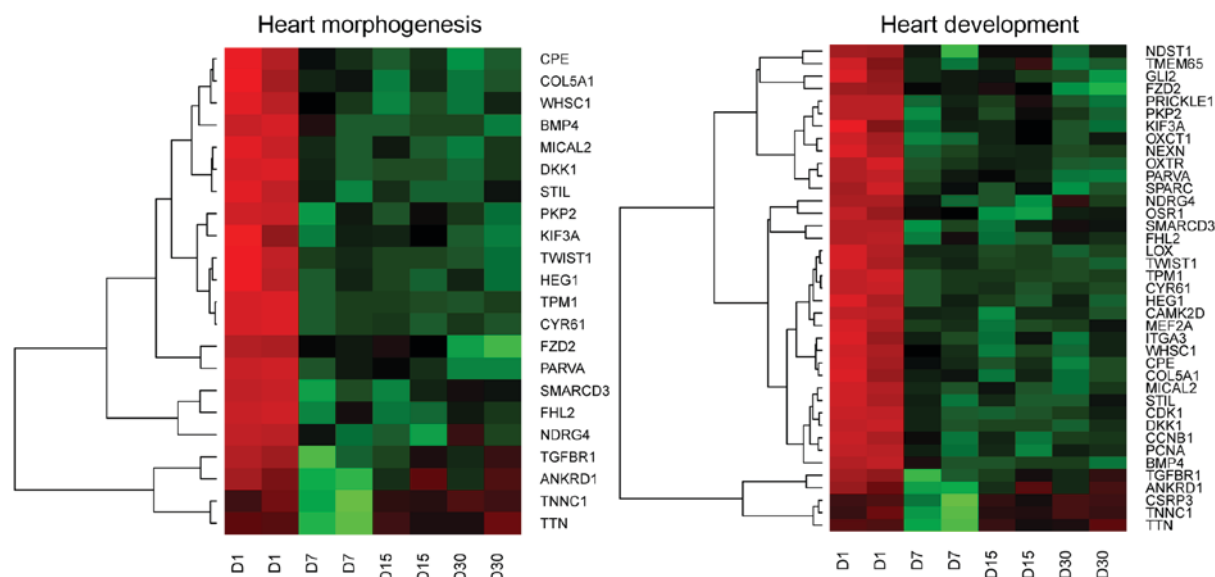 Heart morphogenesis
CPE
COL5A1
WHSC1
BMP4
MICAL2
DKK1
STIL
PKP2
KIF3A
TWIST1
HEG1
TPM1
CYR61
FZD2
PARVA
SMARCD3
FHL2
NDRG4
TGFBR1
ANKRD1
TNNC1
TTN
D1 D1 D7 D7 D15 D15 D30 D30
Heart development
NDST1
TMEM65
GLI2
FZD2
PRICKLE1
PKP2
KIF3A
OXCT1
NEXN
OXTR
PARVA
SPARC
NDRG4
OSR1
SMARCD3
FHL2
LOX
TWIST1
TPM1
CYR61
HEG1
CAMK2D
MEF2A
ITGA3
WHSC1
CPE
COL5A1
MICAL2
STIL
CDK1
DKK1
CCNB1
PCNA
BMP4
TGFBR1
ANKRD1
CSRP3
TNNC1
TTN
D1 D1 D7 D7 D15 D15 D30 D30